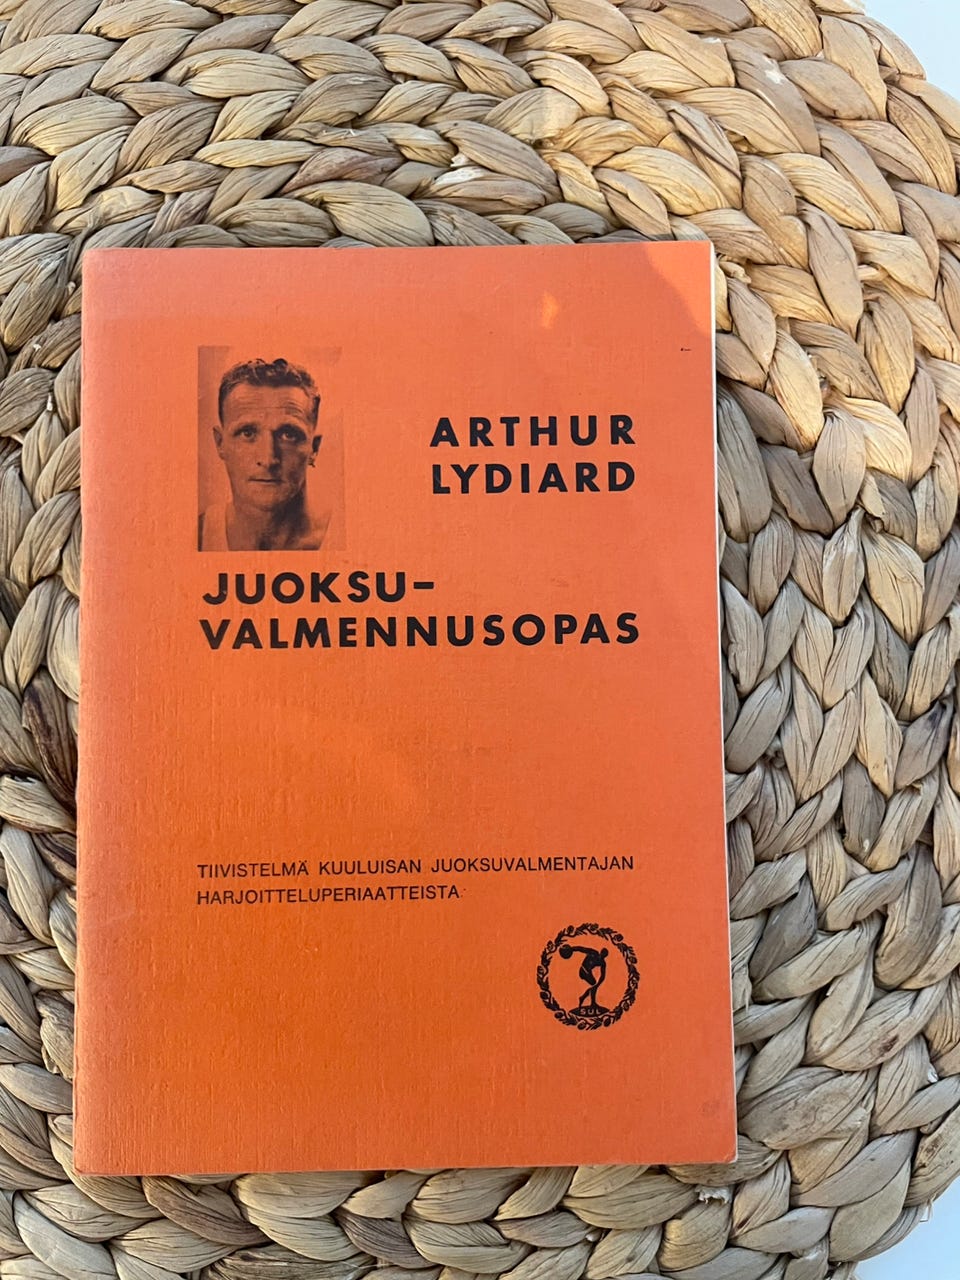 ARTHUR
LYDIARD
JUOKSU-
VALMENNUSOPAS
TIIVISTELMÄ KUULUISAN JUOKSUVALMENTAJAN
HARJOITTELUPERIAATTEISTA
SUL